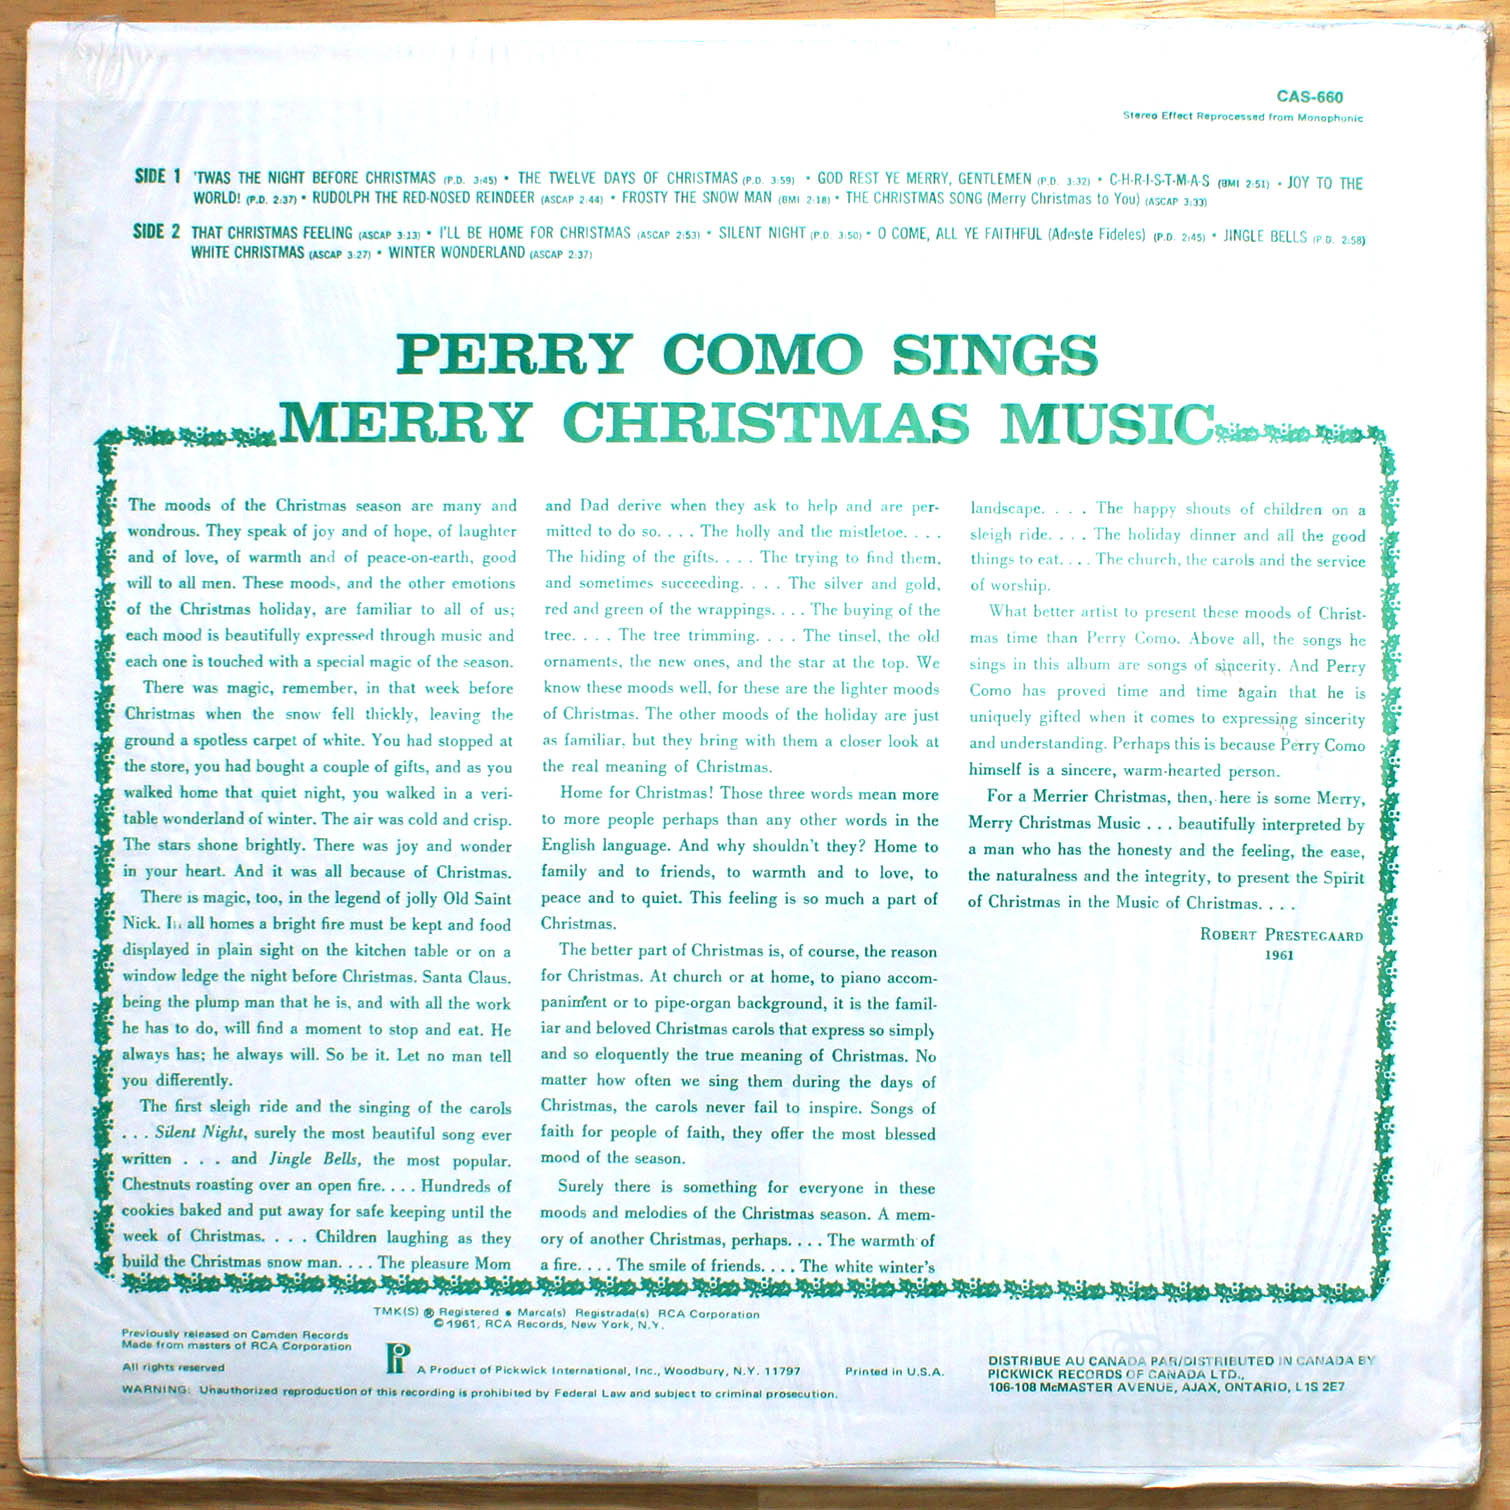 CAS-660
Stereo Effect Reprocessed from Monophonic
SIDE 1 'TWAS THE NIGHT BEFORE CHRISTMAS (P.D. 3:45) • THE TWELVE DAYS OF CHRISTMAS (P.D. 3:59) • GOD REST YE MERRY, GENTLEMEN (P.D. 3:32) • C-H-R-I-S-T-M-A-S (BMI 2:51) • JOY TO THE
WORLD! (P.D. 2:37) • RUDOLPH THE RED-NOSED REINDEER (ASCAP 2:44) • FROSTY THE SNOW MAN (BMI 2:18) • THE CHRISTMAS SONG (Merry Christmas to You) (ASCAP 3:33)
SIDE 2 THAT CHRISTMAS FEELING (ASCAP 3:13) • I'LL BE HOME FOR CHRISTMAS (ASCAP 2:53) • SILENT NIGHT (P.D. 3:50) • O COME, ALL YE FAITHFUL (Adeste Fideles) (P.D. 2:45) • JINGLE BELLS (P.D. 2:58)
WHITE CHRISTMAS (ASCAP 3:27) • WINTER WONDERLAND (ASCAP 2:37)
PERRY COMO SINGS
MERRY CHRISTMAS MUSIC
The moods of the Christmas season are many and
wondrous. They speak of joy and of hope, of laughter
and of love, of warmth and of peace-on-earth, good
will to all men. These moods, and the other emotions
of the Christmas holiday, are familiar to all of us;
each mood is beautifully expressed through music and
each one is touched with a special magic of the season.
There was magic, remember, in that week before
Christmas when the snow fell thickly, leaving the
ground a spotless carpet of white. You had stopped at
the store, you had bought a couple of gifts, and as you
walked home that quiet night, you walked in a veri-
table wonderland of winter. The air was cold and crisp.
The stars shone brightly. There was joy and wonder
in your heart. And it was all because of Christmas.
There is magic, too, in the legend of jolly Old Saint
Nick. In all homes a bright fire must be kept and food
displayed in plain sight on the kitchen table or on a
window ledge the night before Christmas. Santa Claus,
being the plump man that he is, and with all the work
he has to do, will find a moment to stop and eat. He
always has; he always will. So be it. Let no man tell
you differently.
The first sleigh ride and the singing of the carols
. . . Silent Night, surely the most beautiful song ever
written . . . and Jingle Bells, the most popular.
Chestnuts roasting over an open fire. . . . Hundreds of
cookies baked and put away for safe keeping until the
week of Christmas. . . . Children laughing as they
build the Christmas snow man. . . . The pleasure Mom
and Dad derive when they ask to help and are per-
mitted to do so. . . . The holly and the mistletoe. . . .
The hiding of the gifts. . . . The trying to find them,
and sometimes succeeding. . . . The silver and gold,
red and green of the wrappings. . . . The buying of the
tree. . . . The tree trimming. . . . The tinsel, the old
ornaments, the new ones, and the star at the top. We
know these moods well, for these are the lighter moods
of Christmas. The other moods of the holiday are just
as familiar, but they bring with them a closer look at
the real meaning of Christmas.
Home for Christmas! Those three words mean more
to more people perhaps than any other words in the
English language. And why shouldn't they? Home to
family and to friends, to warmth and to love, to
peace and to quiet. This feeling is so much a part of
Christmas.
The better part of Christmas is, of course, the reason
for Christmas. At church or at home, to piano accom-
paniment or to pipe-organ background, it is the famil-
iar and beloved Christmas carols that express so simply
and so eloquently the true meaning of Christmas. No
matter how often we sing them during the days of
Christmas, the carols never fail to inspire. Songs of
faith for people of faith, they offer the most blessed
mood of the season.
Surely there is something for everyone in these
moods and melodies of the Christmas season. A mem-
ory of another Christmas, perhaps. . . . The warmth of
a fire. . . . The smile of friends. . . . The white winter's
landscape. . . . The happy shouts of children on a
sleigh ride. . . . The holiday dinner and all the good
things to eat. . . . The church, the carols and the service
of worship.
What better artist to present these moods of Christ-
mas time than Perry Como. Above all, the songs he
sings in this album are songs of sincerity. And Perry
Como has proved time and time again that he is
uniquely gifted when it comes to expressing sincerity
and understanding. Perhaps this is because Perry Como
himself is a sincere, warm-hearted person.
For a Merrier Christmas, then, here is some Merry,
Merry Christmas Music . . . beautifully interpreted by
a man who has the honesty and the feeling, the ease,
the naturalness and the integrity, to present the Spirit
of Christmas in the Music of Christmas. . . .
ROBERT PRESTEGAARD
1961
TMK(S) ® Registered • Marca(s) Registrada(s) RCA Corporation
©1961, RCA Records, New York, N.Y.
Previously released on Camden Records
Made from masters of RCA Corporation
All rights reserved
A Product of Pickwick International, Inc., Woodbury, N.Y. 11797
Printed in U.S.A.
WARNING: Unauthorized reproduction of this recording is prohibited by Federal Law and subject to criminal prosecution.
DISTRIBUE AU CANADA PAR/DISTRIBUTED IN CANADA BY
PICKWICK RECORDS OF CANADA LTD.,
106-108 McMASTER AVENUE, AJAX, ONTARIO, L1S 2E7